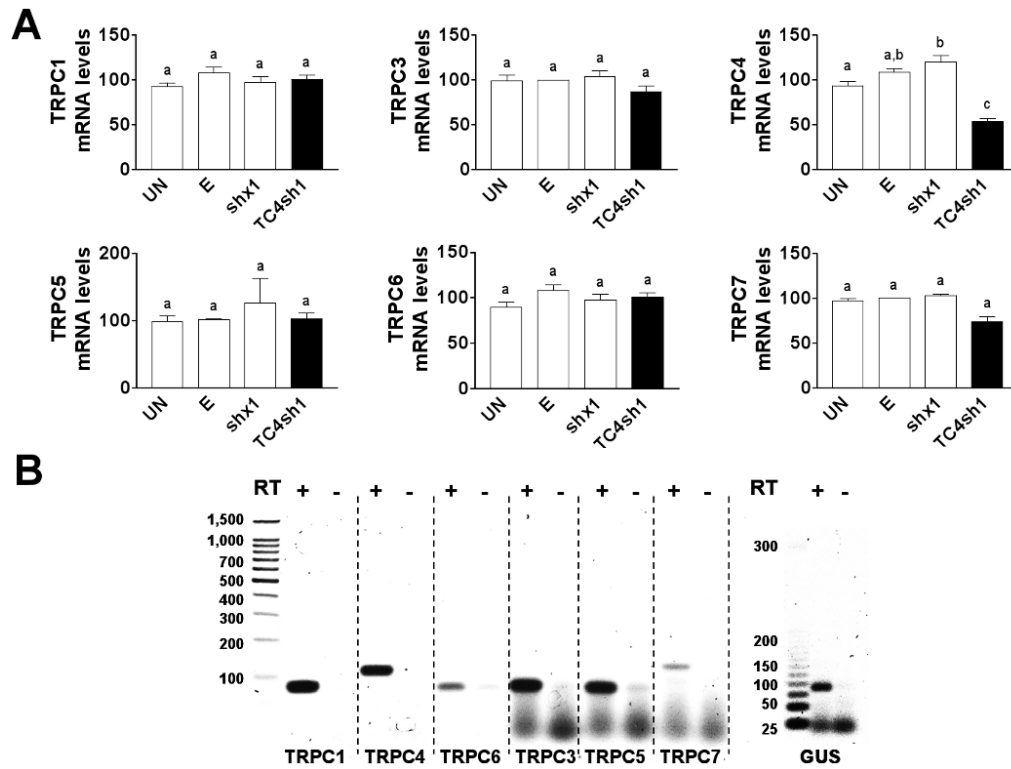 A
TRPC1 mRNA levels
150
100
50
0
a a a a
UN E shx1 TC4sh1
TRPC3 mRNA levels
150
100
50
0
a a a a
UN E shx1 TC4sh1
TRPC4 mRNA levels
150
100
50
0
a a,b b c
UN E shx1 TC4sh1
TRPC5 mRNA levels
200
100
0
a a a a
UN E shx1 TC4sh1
TRPC6 mRNA levels
150
100
50
0
a a a a
UN E shx1 TC4sh1
TRPC7 mRNA levels
150
100
50
0
a a a a
UN E shx1 TC4sh1
B
RT + - + - + - + - + - + -
1,500
1,000
700
500
400
300
200
100
TRPC1 TRPC4 TRPC6 TRPC3 TRPC5 TRPC7
RT + -
300
200
150
100
50
25
GUS